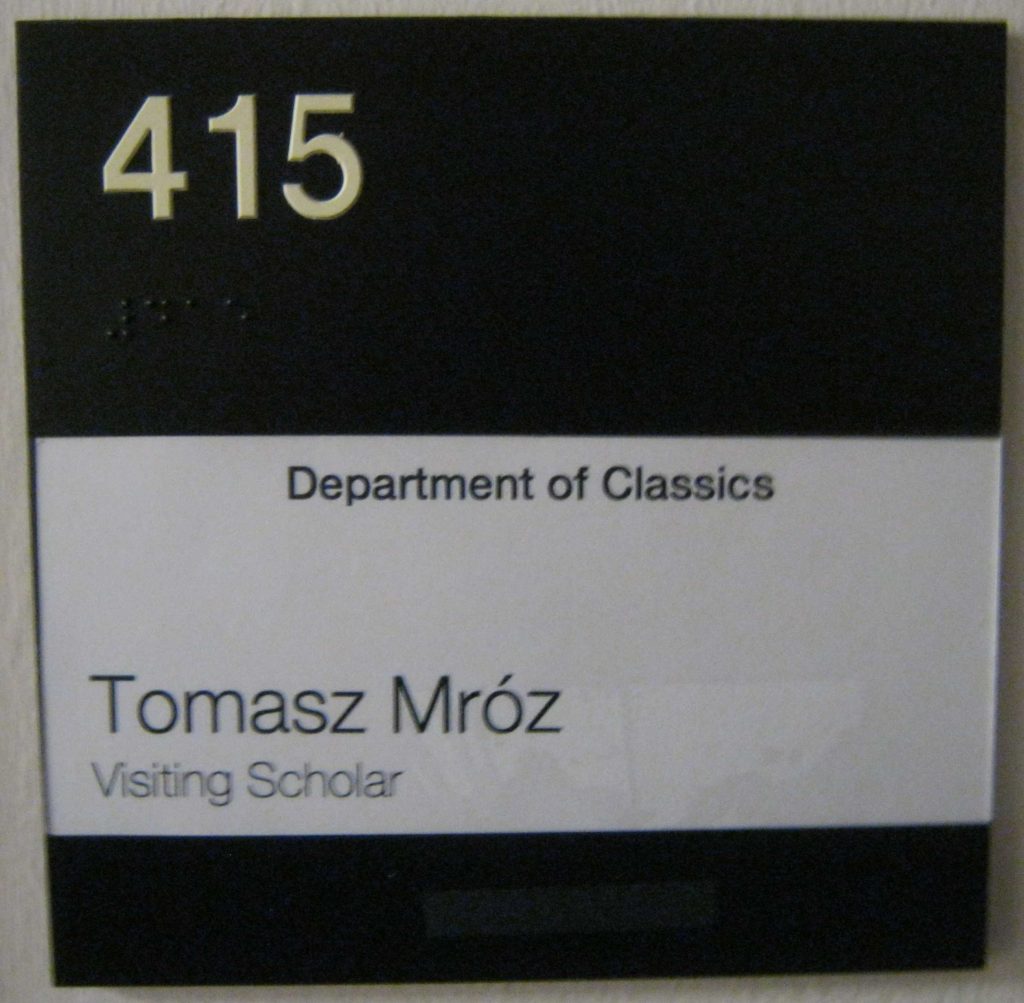 415
⠼⠙⠁⠑
Department of Classics
Tomasz Mróz
Visiting Scholar